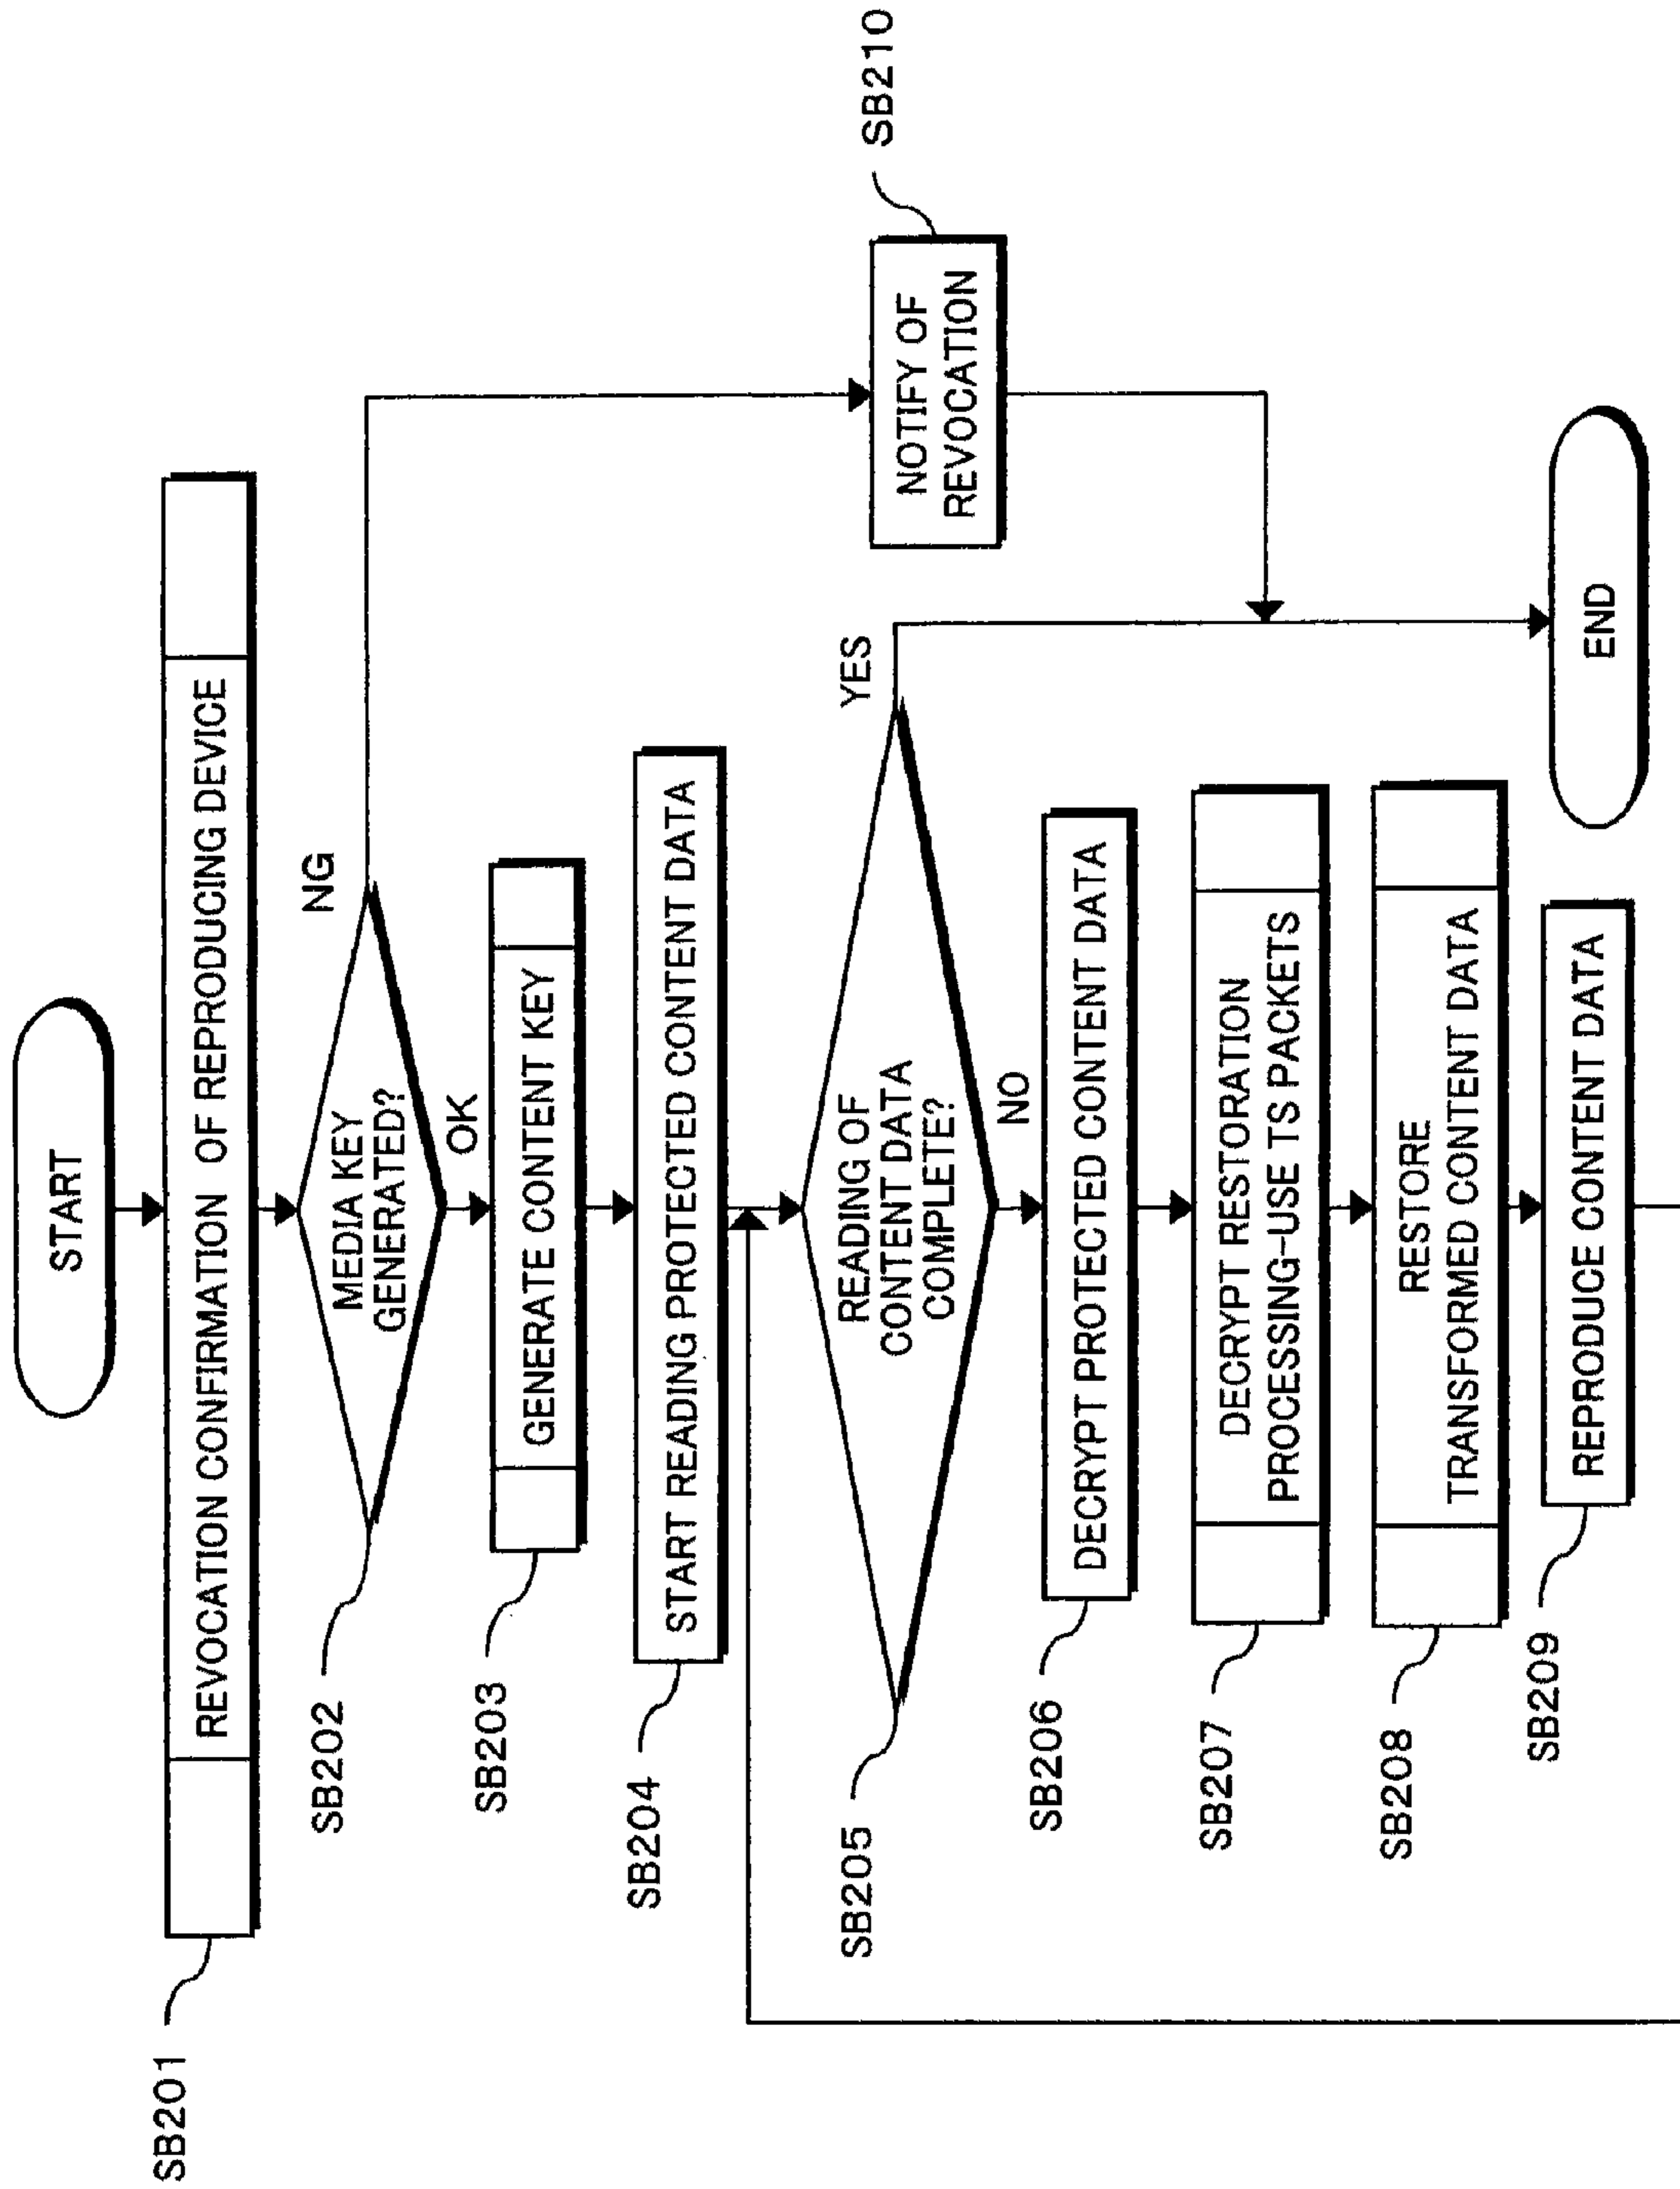 START
SB201
REVOCATION CONFIRMATION OF REPRODUCING DEVICE
SB202
MEDIA KEY
GENERATED?
NG
OK
SB203
GENERATE CONTENT KEY
SB204
START READING PROTECTED CONTENT DATA
SB205
READING OF
CONTENT DATA
COMPLETE?
YES
NO
SB210
NOTIFY OF
REVOCATION
SB206
DECRYPT PROTECTED CONTENT DATA
SB207
DECRYPT RESTORATION
PROCESSING-USE TS PACKETS
SB208
RESTORE
TRANSFORMED CONTENT DATA
SB209
REPRODUCE CONTENT DATA
END